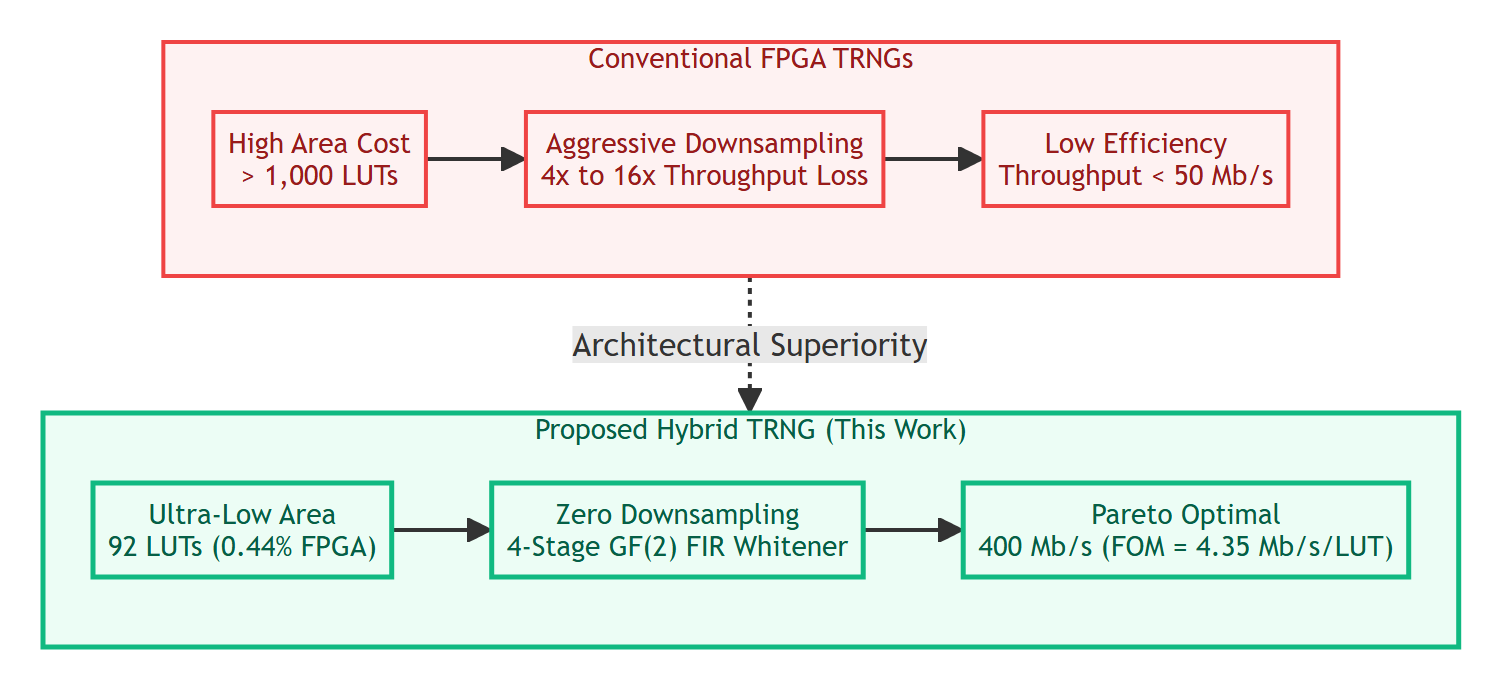 Conventional FPGA TRNGs
High Area Cost
> 1,000 LUTs
Aggressive Downsampling
4x to 16x Throughput Loss
Low Efficiency
Throughput < 50 Mb/s
Architectural Superiority
Proposed Hybrid TRNG (This Work)
Ultra-Low Area
92 LUTs (0.44% FPGA)
Zero Downsampling
4-Stage GF(2) FIR Whitener
Pareto Optimal
400 Mb/s (FOM = 4.35 Mb/s/LUT)